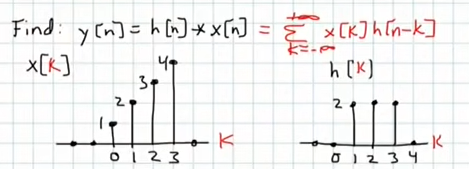 Find: y[n] = h[n] * x[n] = +∞ Σ k=-∞ x[k] h[n-k]
x[K]
h[K]
1 2 3 4
2
0 1 2 3 K
0 1 2 3 4 K